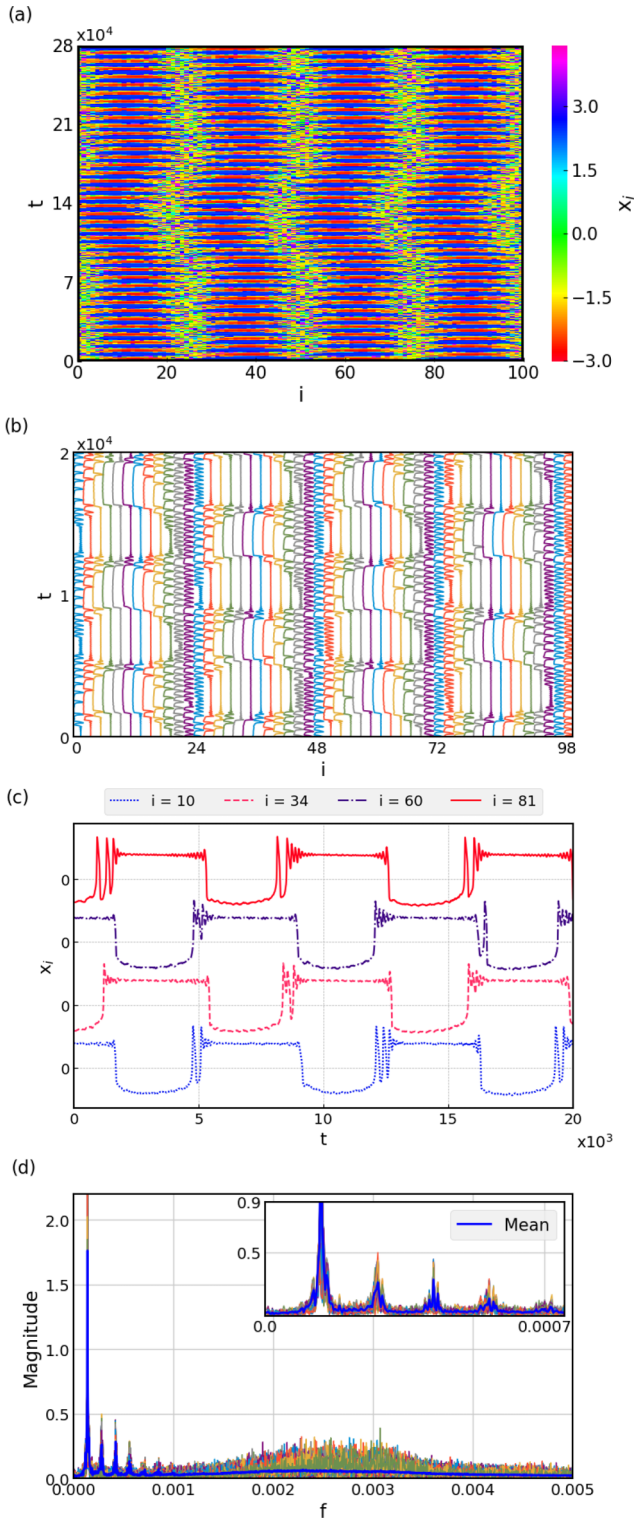 (a)
x10⁴
28
21
14
7
0
t
0 20 40 60 80 100
i
3.0
1.5
0.0
−1.5
−3.0
xᵢ
(b)
x10⁴
2
1
0
t
0 24 48 72 98
i
(c)
i = 10 i = 34 i = 60 i = 81
0
0
0
0
xᵢ
0 5 10 15 20
t
x10³
(d)
2.0
1.5
1.0
0.5
0.0
Magnitude
0.9
0.5
Mean
0.0 0.0007
0.000 0.001 0.002 0.003 0.004 0.005
f